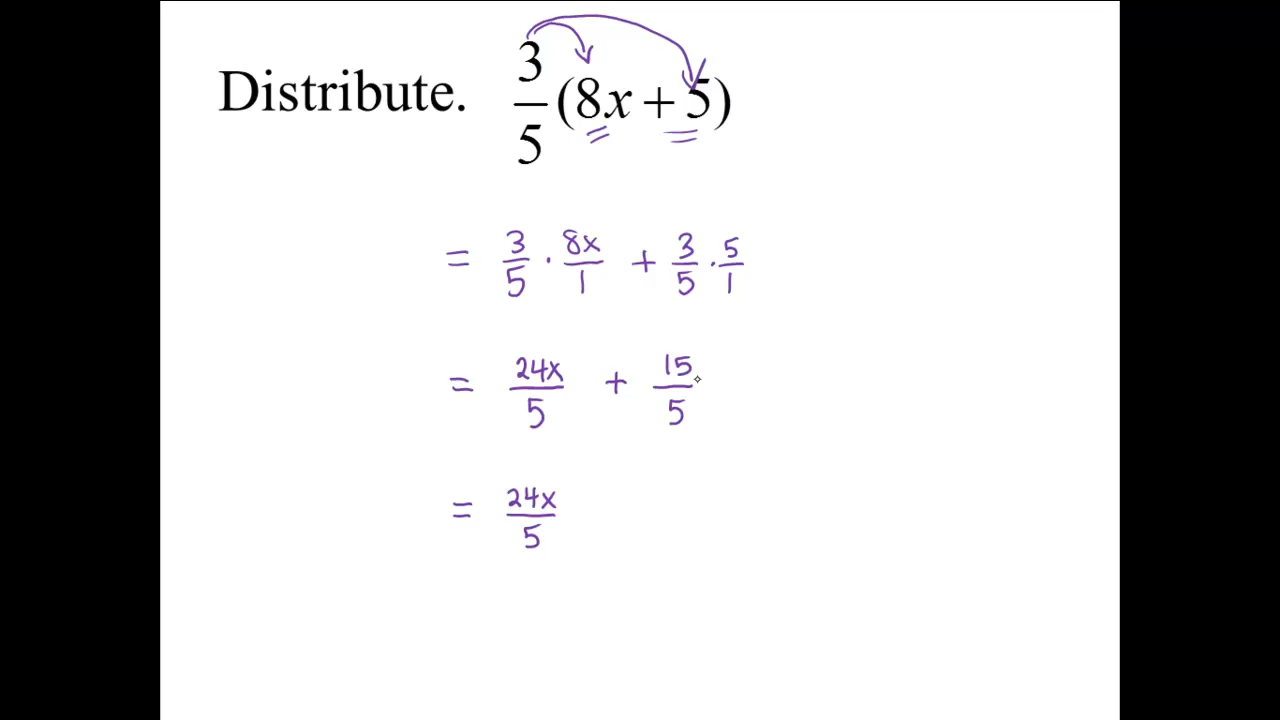 Distribute. 3/5(8x + 5)
= 3/5 · 8x/1 + 3/5 · 5/1
= 24x/5 + 15/5
= 24x/5